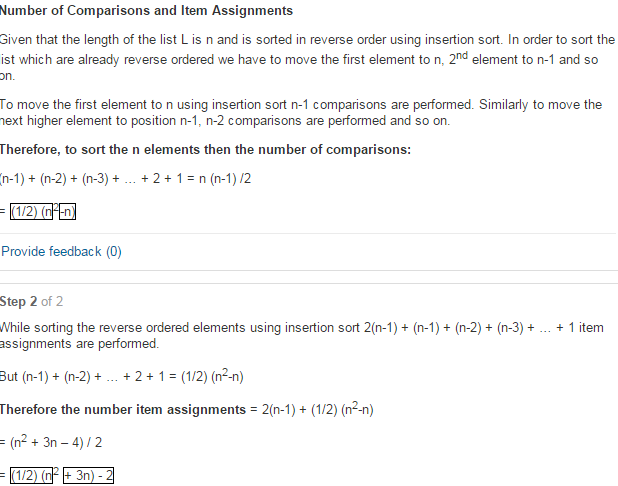 Number of Comparisons and Item Assignments
Given that the length of the list L is n and is sorted in reverse order using insertion sort. In order to sort the
list which are already reverse ordered we have to move the first element to n, 2nd element to n-1 and so
on.
To move the first element to n using insertion sort n-1 comparisons are performed. Similarly to move the
next higher element to position n-1, n-2 comparisons are performed and so on.
Therefore, to sort the n elements then the number of comparisons:
(n-1) + (n-2) + (n-3) + ... + 2 + 1 = n (n-1) /2
= (1/2) (n²-n)
Provide feedback (0)
Step 2 of 2
While sorting the reverse ordered elements using insertion sort 2(n-1) + (n-1) + (n-2) + (n-3) + ... + 1 item
assignments are performed.
But (n-1) + (n-2) + ... + 2 + 1 = (1/2) (n²-n)
Therefore the number item assignments = 2(n-1) + (1/2) (n²-n)
= (n² + 3n – 4) / 2
= (1/2) (n² + 3n) - 2